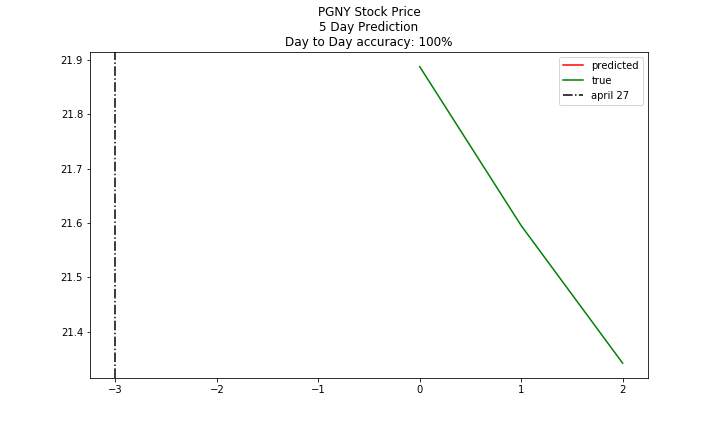 PGNY Stock Price
5 Day Prediction
Day to Day accuracy: 100%
predicted
true
april 27
21.9
21.8
21.7
21.6
21.5
21.4
−3
−2
−1
0
1
2